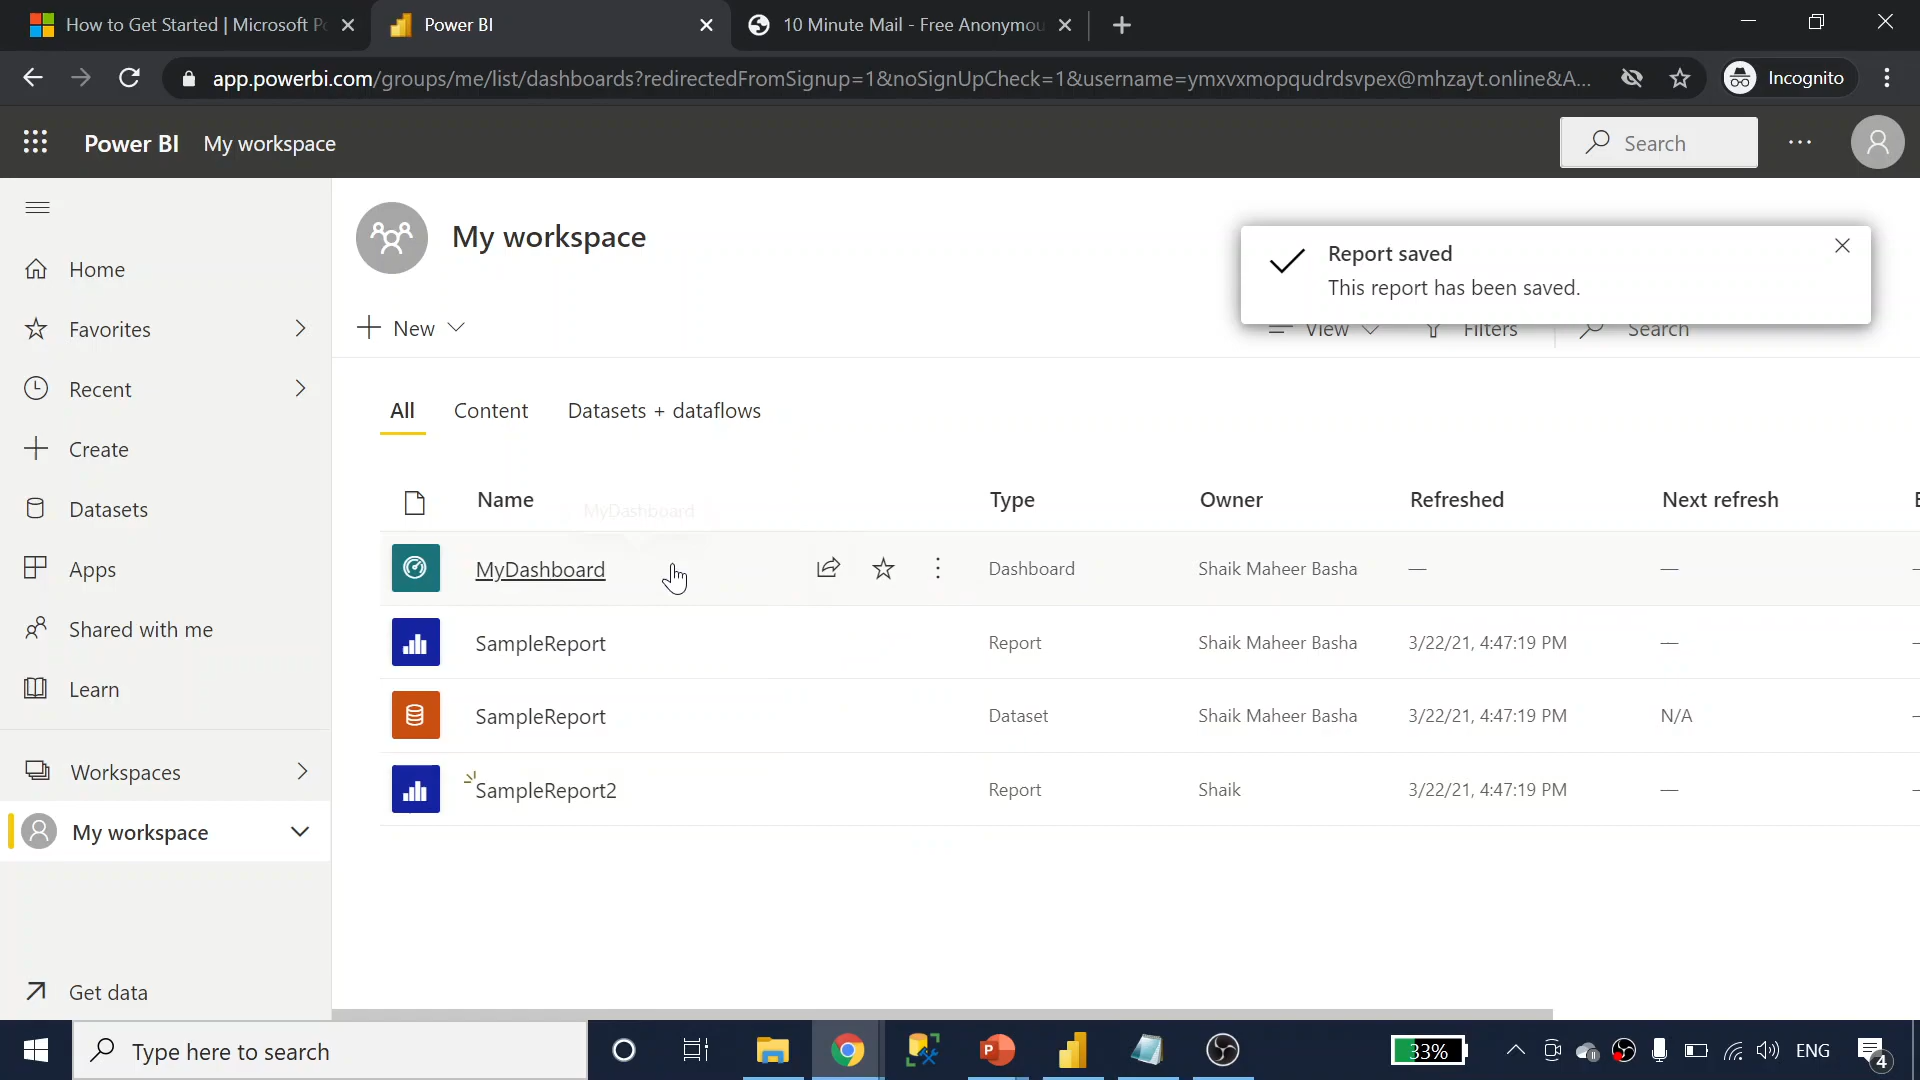 How to Get Started | Microsoft Po
Power BI
10 Minute Mail - Free Anonymou
app.powerbi.com/groups/me/list/dashboards?redirectedFromSignup=1&noSignUpCheck=1&username=ymxvxmopqudrdsvpex@mhzayt.online&A...
Incognito
Power BI My workspace
Search
My workspace
Report saved
This report has been saved.
New
View Filters Search
Home
Favorites
Recent
Create
Datasets
Apps
Shared with me
Learn
Workspaces
My workspace
Get data
All Content Datasets + dataflows
Name Type Owner Refreshed Next refresh
MyDashboard
MyDashboard Dashboard Shaik Maheer Basha — —
SampleReport Report Shaik Maheer Basha 3/22/21, 4:47:19 PM —
SampleReport Dataset Shaik Maheer Basha 3/22/21, 4:47:19 PM N/A
SampleReport2 Report Shaik 3/22/21, 4:47:19 PM —
Type here to search
33%
ENG
4